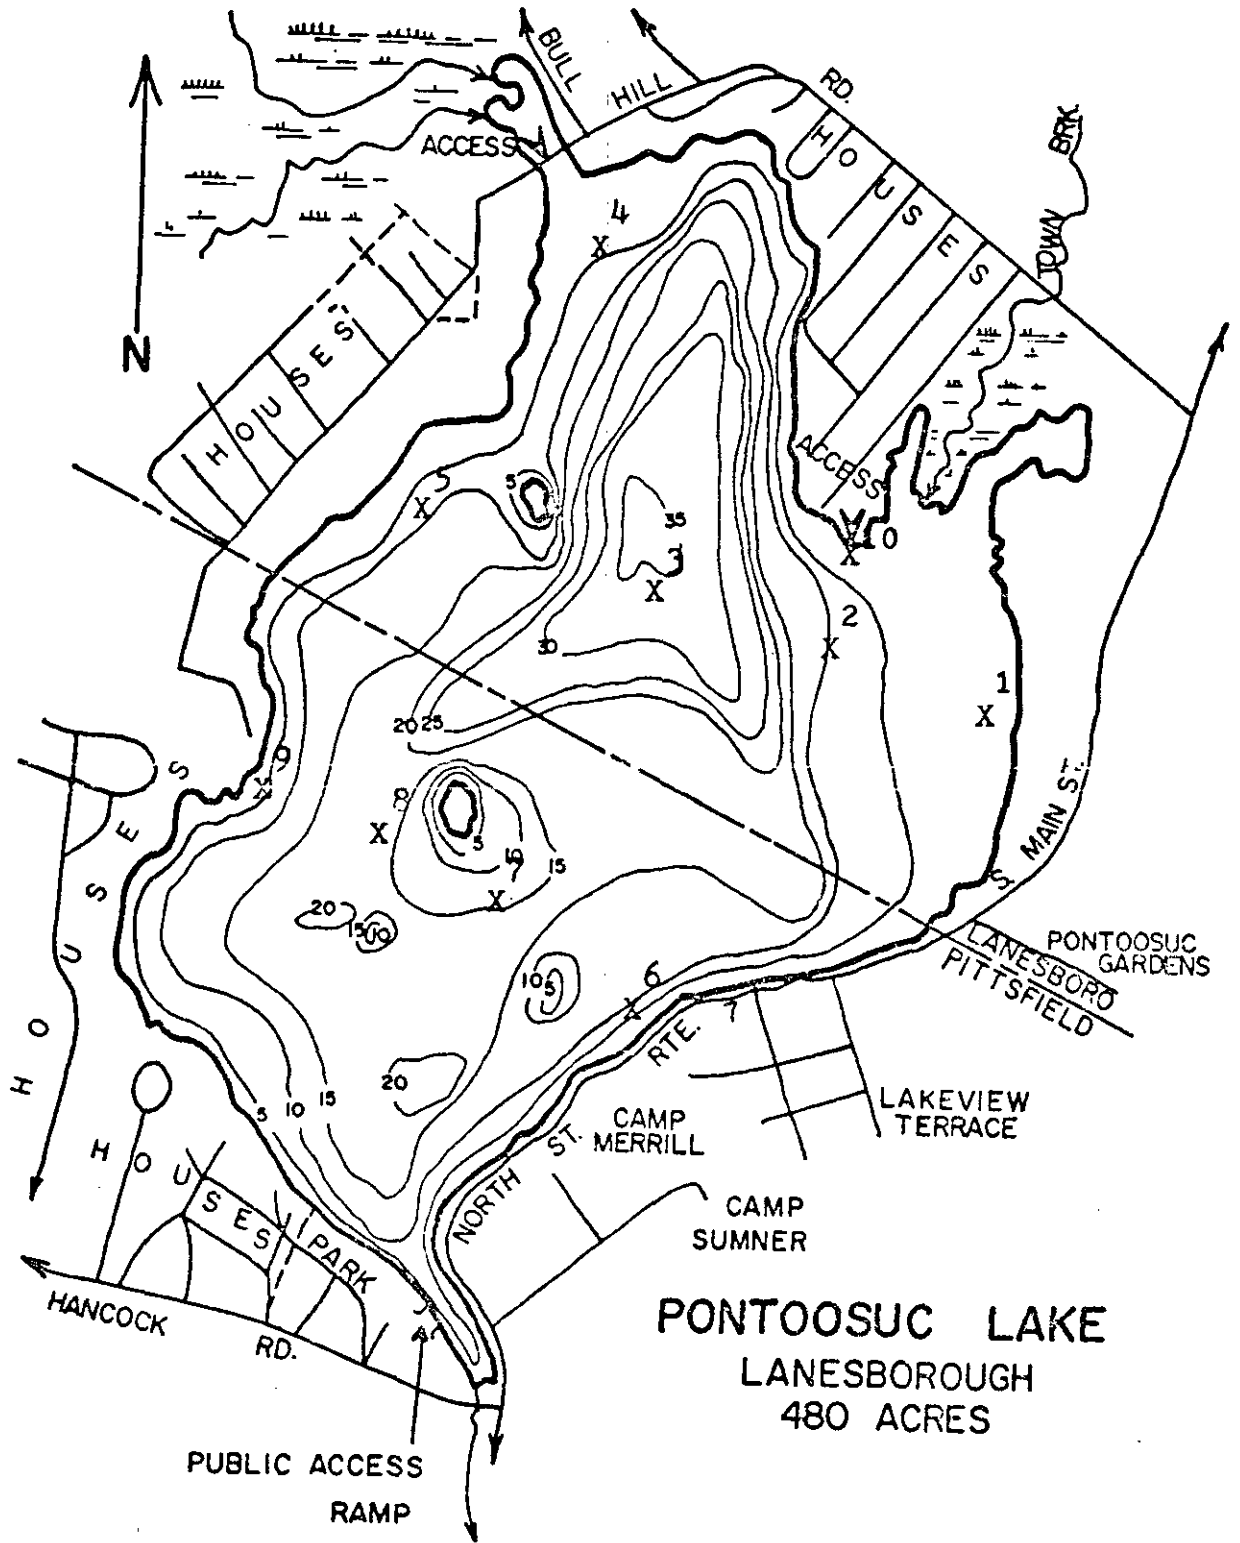 BULL
HILL
RD.
ACCESS
HOUSES
TOWN BRK.
N
4
HOUSES
ACCESS
5
5
35
10
3
2
30
1
20 25
9
S. MAIN ST.
8
HOUSES
5
10
15
7
20
15 10
LANESBORO
PITTSFIELD
PONTOOSUC
GARDENS
10 5
6
RTE. 7
20
5 10 15
LAKEVIEW
TERRACE
CAMP
MERRILL
NORTH ST.
HOUSES
PARK
CAMP
SUMNER
HANCOCK RD.
PONTOOSUC LAKE
LANESBOROUGH
480 ACRES
PUBLIC ACCESS
RAMP
X
X
X
X
X
X
X
X
X
X